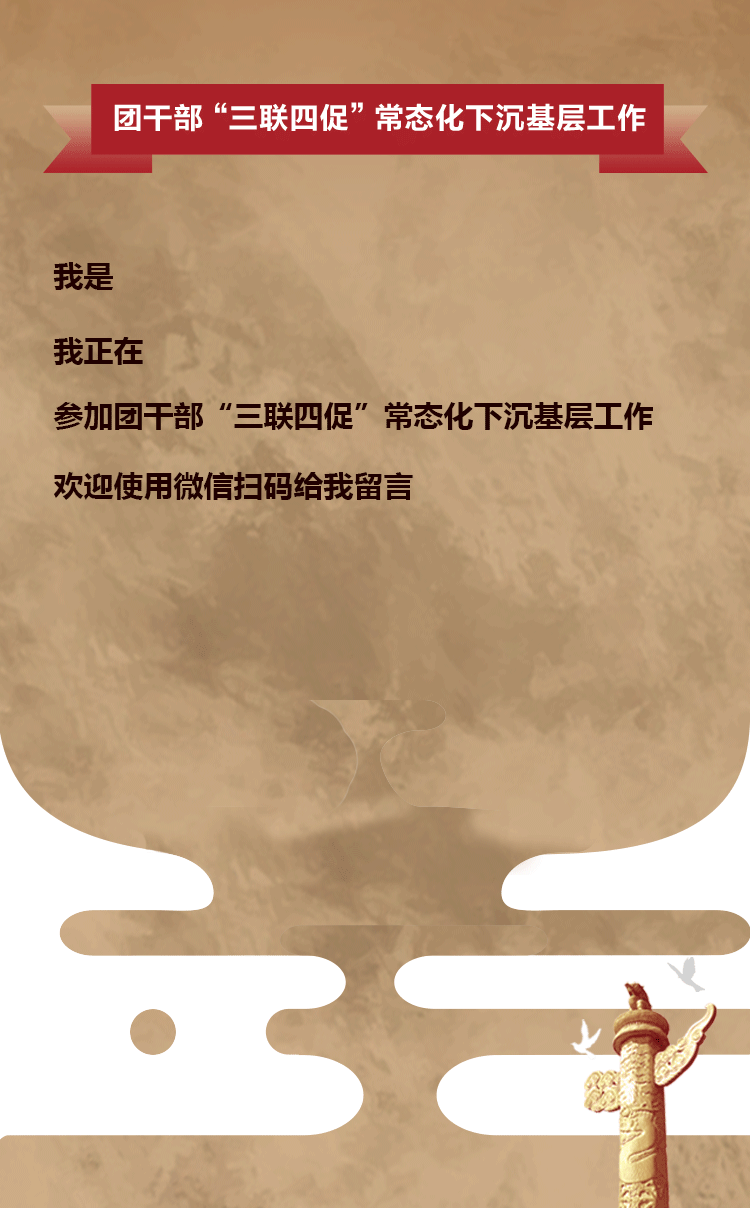 团干部“三联四促”常态化下沉基层工作
我是
我正在
参加团干部“三联四促”常态化下沉基层工作
欢迎使用微信扫码给我留言